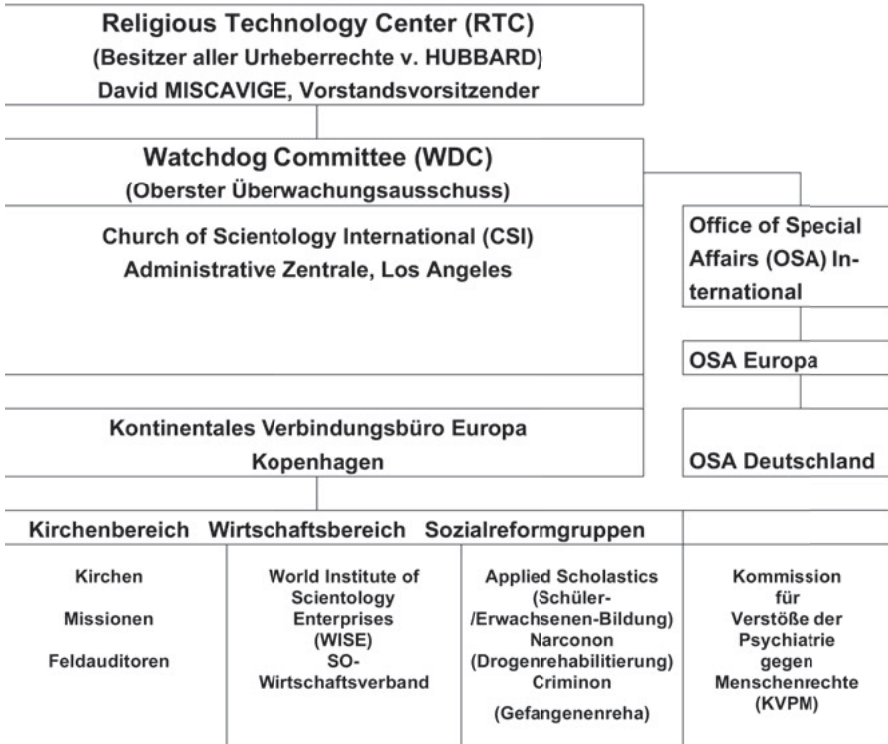 Religious Technology Center (RTC)
(Besitzer aller Urheberrechte v. HUBBARD)
David MISCAVIGE, Vorstandsvorsitzender
Watchdog Committee (WDC)
(Oberster Überwachungsausschuss)
Church of Scientology International (CSI)
Administrative Zentrale, Los Angeles
Office of Special
Affairs (OSA) In-
ternational
OSA Europa
Kontinentales Verbindungsbüro Europa
Kopenhagen
OSA Deutschland
Kirchenbereich Wirtschaftsbereich Sozialreformgruppen
Kirchen
Missionen
Feldauditoren
World Institute of
Scientology
Enterprises
(WISE)
SO-
Wirtschaftsverband
Applied Scholastics
(Schüler-
/Erwachsenen-Bildung)
Narconon
(Drogenrehabilitierung)
Criminon
(Gefangenenreha)
Kommission
für
Verstöße der
Psychiatrie
gegen
Menschenrechte
(KVPM)